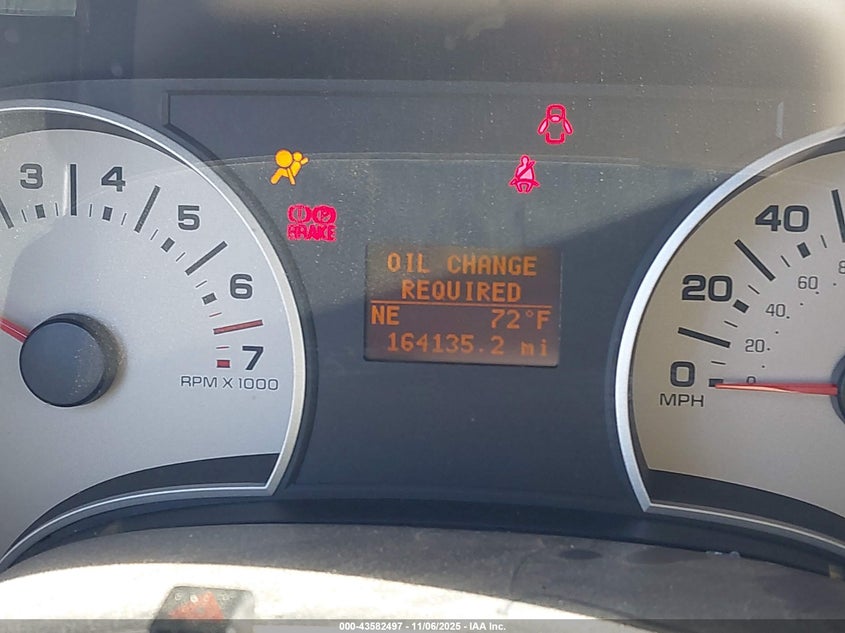 3
4
5
6
7
RPM X 1000
BRAKE
OIL CHANGE
REQUIRED
NE 72°F
164135.2 mi
40
20
0
MPH
60
40
20
0
000-43582497 - 11/06/2025 - IAA Inc.